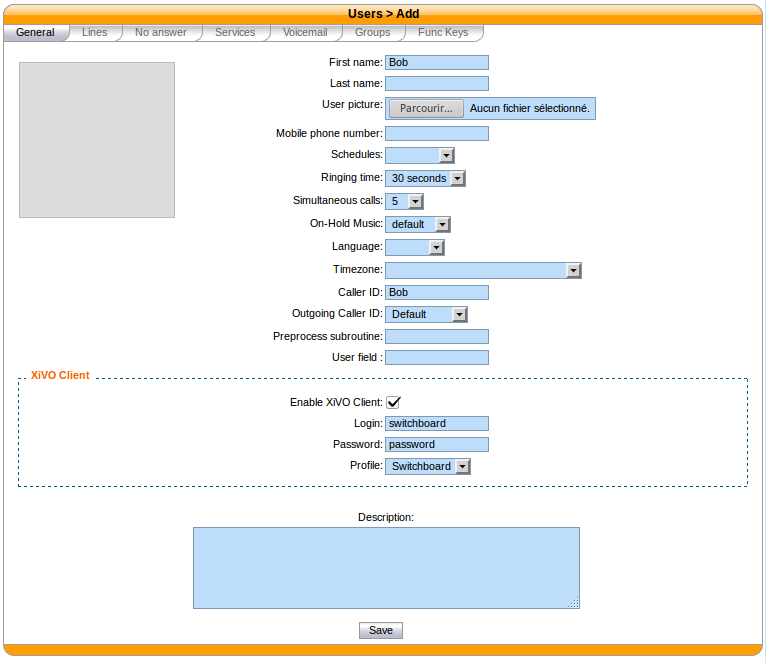 Users > Add
General Lines No answer Services Voicemail Groups Func Keys
First name: Bob
Last name:
User picture: Parcourir... Aucun fichier sélectionné.
Mobile phone number:
Schedules:
Ringing time: 30 seconds
Simultaneous calls: 5
On-Hold Music: default
Language:
Timezone:
Caller ID: Bob
Outgoing Caller ID: Default
Preprocess subroutine:
User field :
XiVO Client
Enable XiVO Client:
Login: switchboard
Password: password
Profile: Switchboard
Description:
Save